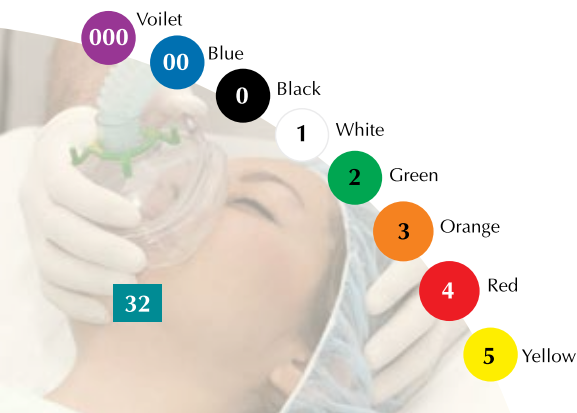 000 Voilet
00 Blue
0 Black
1 White
2 Green
3 Orange
4 Red
5 Yellow
32